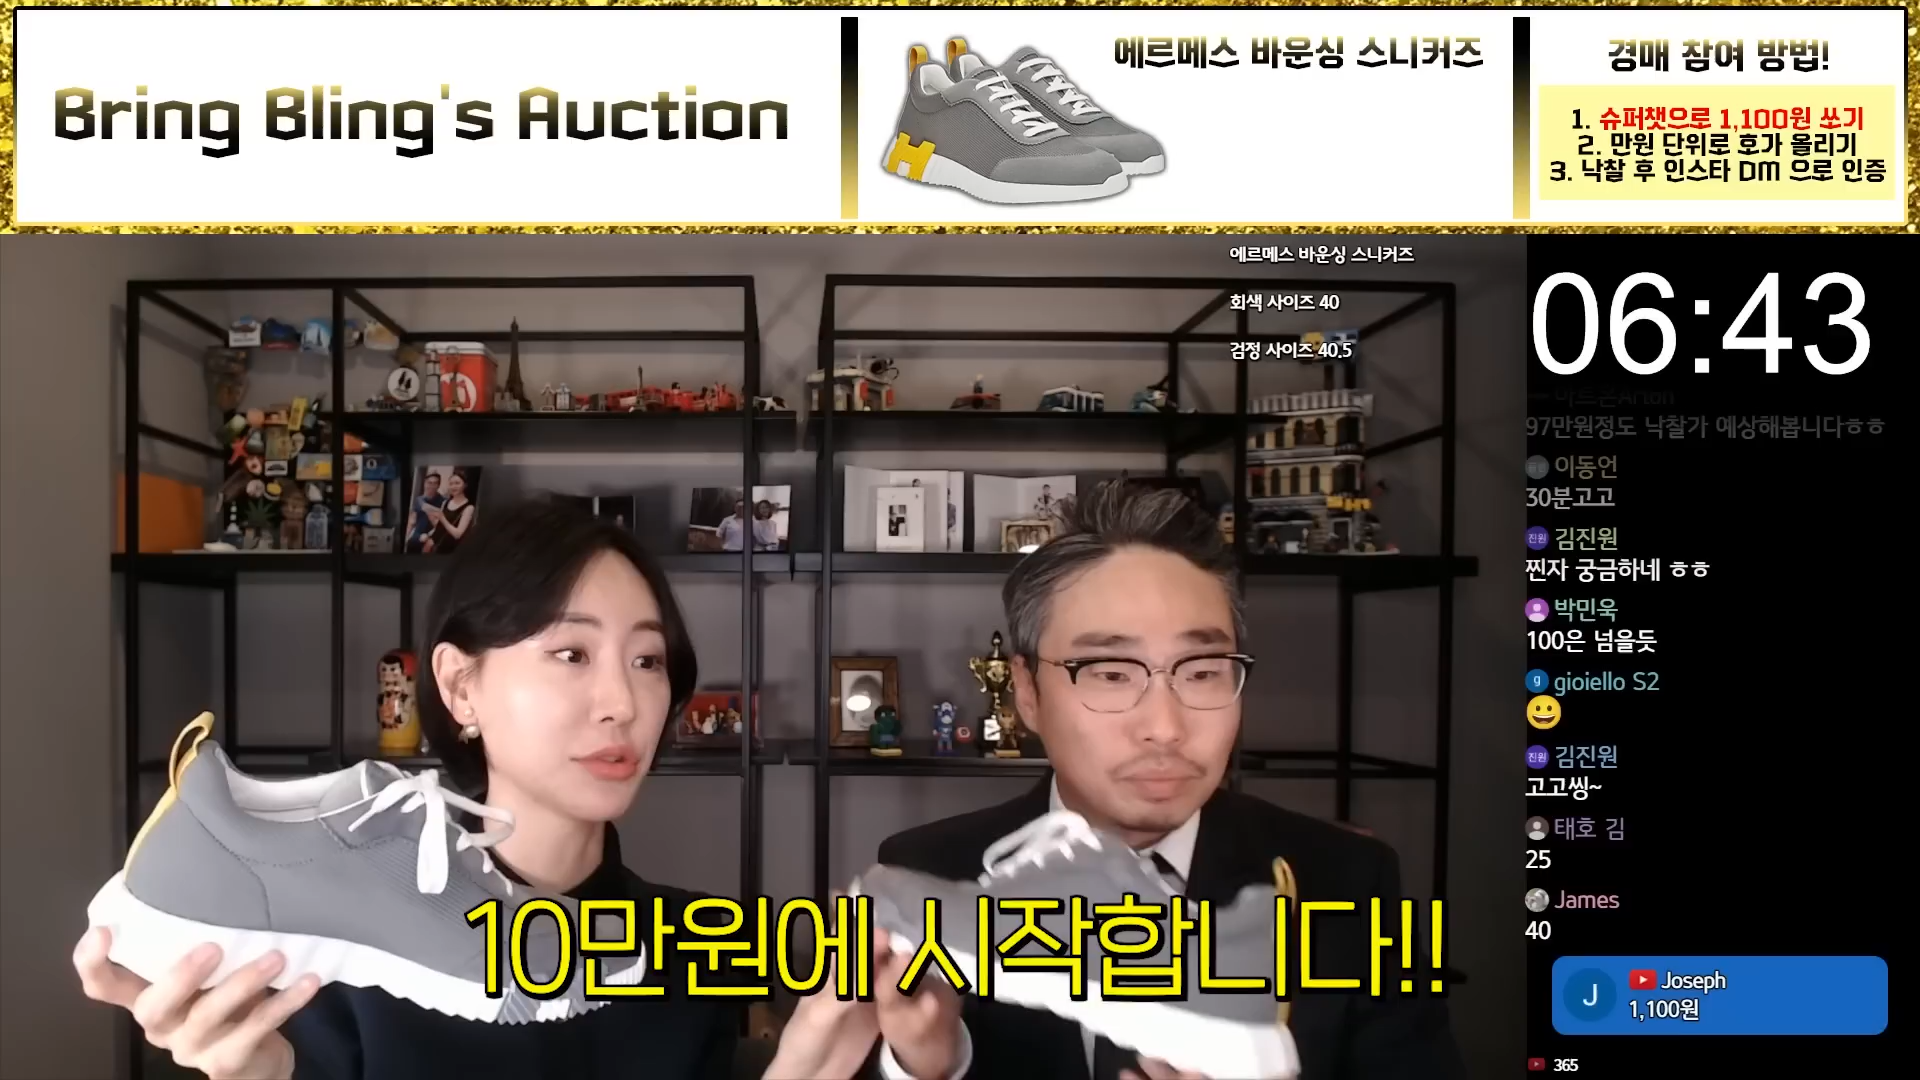 Bring Bling's Auction
에르메스 바운싱 스니커즈
경매 참여 방법!
1. 슈퍼챗으로 1,100원 쏘기
2. 만원 단위로 호가 올리기
3. 낙찰 후 인스타 DM 으로 인증
에르메스 바운싱 스니커즈
회색 사이즈 40
검정 사이즈 40.5
06:43
97만원정도 낙찰가 예상해봅니다ㅎㅎ
이동언
30분고고
진원 김진원
찐자 궁금하네 ㅎㅎ
박민욱
100은 넘을듯
g gioiello S2
진원 김진원
고고씽~
태호 김
25
James
40
J Joseph
1,100원
365
10만원에 시작합니다!!